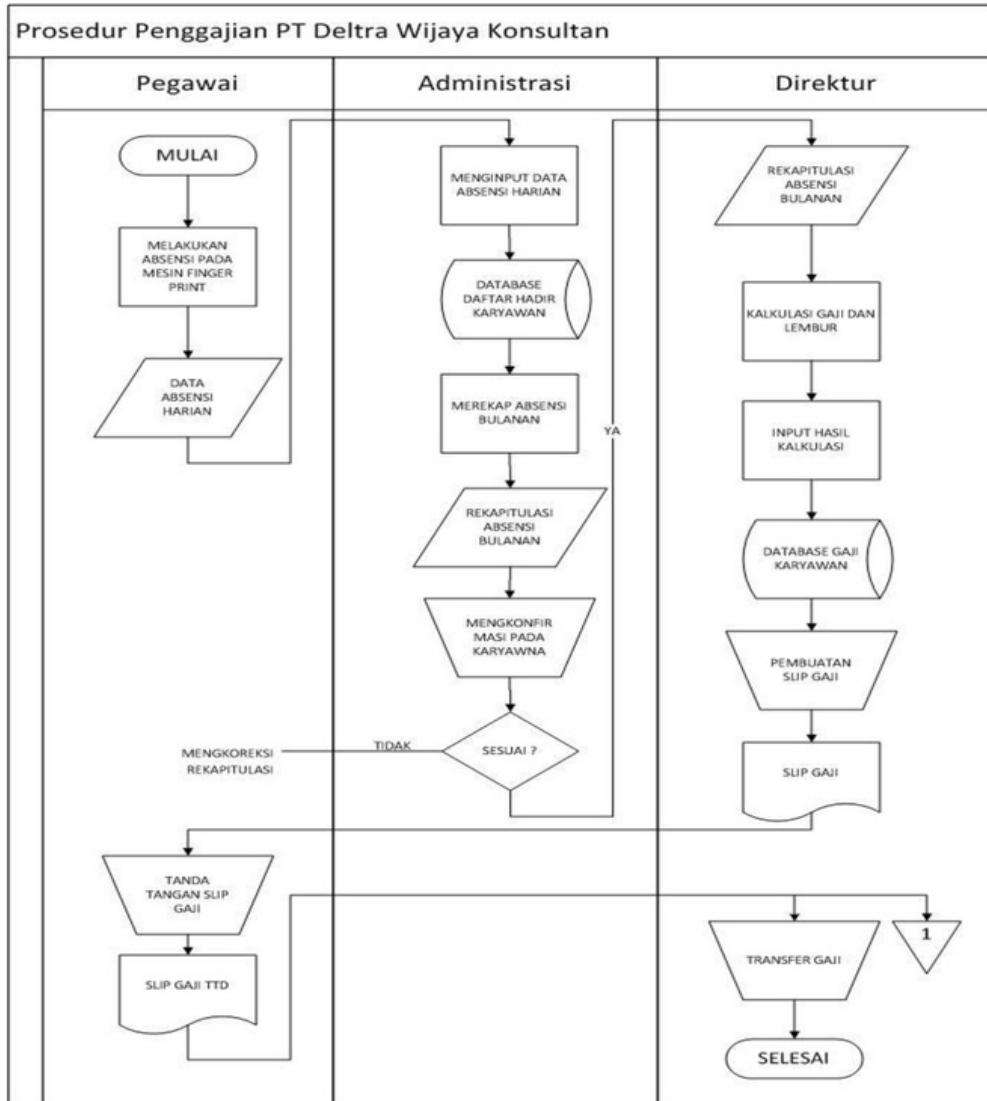 Prosedur Penggajian PT Deltra Wijaya Konsultan
Pegawai
Administrasi
Direktur
MULAI
MELAKUKAN
ABSENSI PADA
MESIN FINGER
PRINT
DATA
ABSENSI
HARIAN
MENGINPUT DATA
ABSENSI HARIAN
DATABASE
DAFTAR HADIR
KARYAWAN
MEREKAP ABSENSI
BULANAN
REKAPITULASI
ABSENSI
BULANAN
MENGKONFIR
MASI PADA
KARYAWNA
SESUAI ?
TIDAK
MENGKOREKSI
REKAPITULASI
YA
REKAPITULASI
ABSENSI
BULANAN
KALKULASI GAJI DAN
LEMBUR
INPUT HASIL
KALKULASI
DATABASE GAJI
KARYAWAN
PEMBUATAN
SLIP GAJI
SLIP GAJI
TANDA
TANGAN SLIP
GAJI
SLIP GAJI TTD
TRANSFER GAJI
1
SELESAI